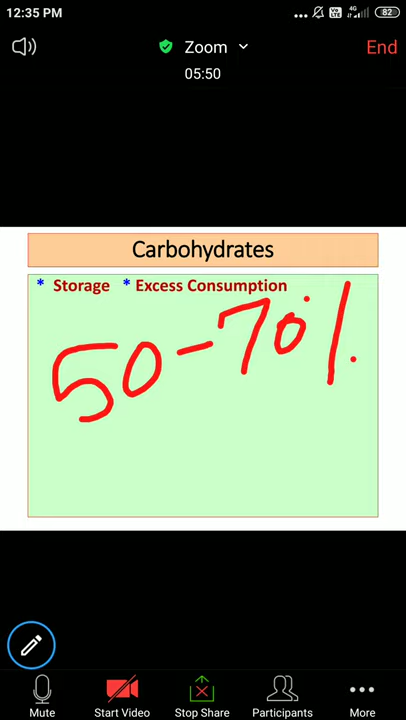 12:35 PM
4G
82
Zoom
End
05:50
Carbohydrates
* Storage * Excess Consumption
50-70%
Mute
Start Video
Stop Share
Participants
More